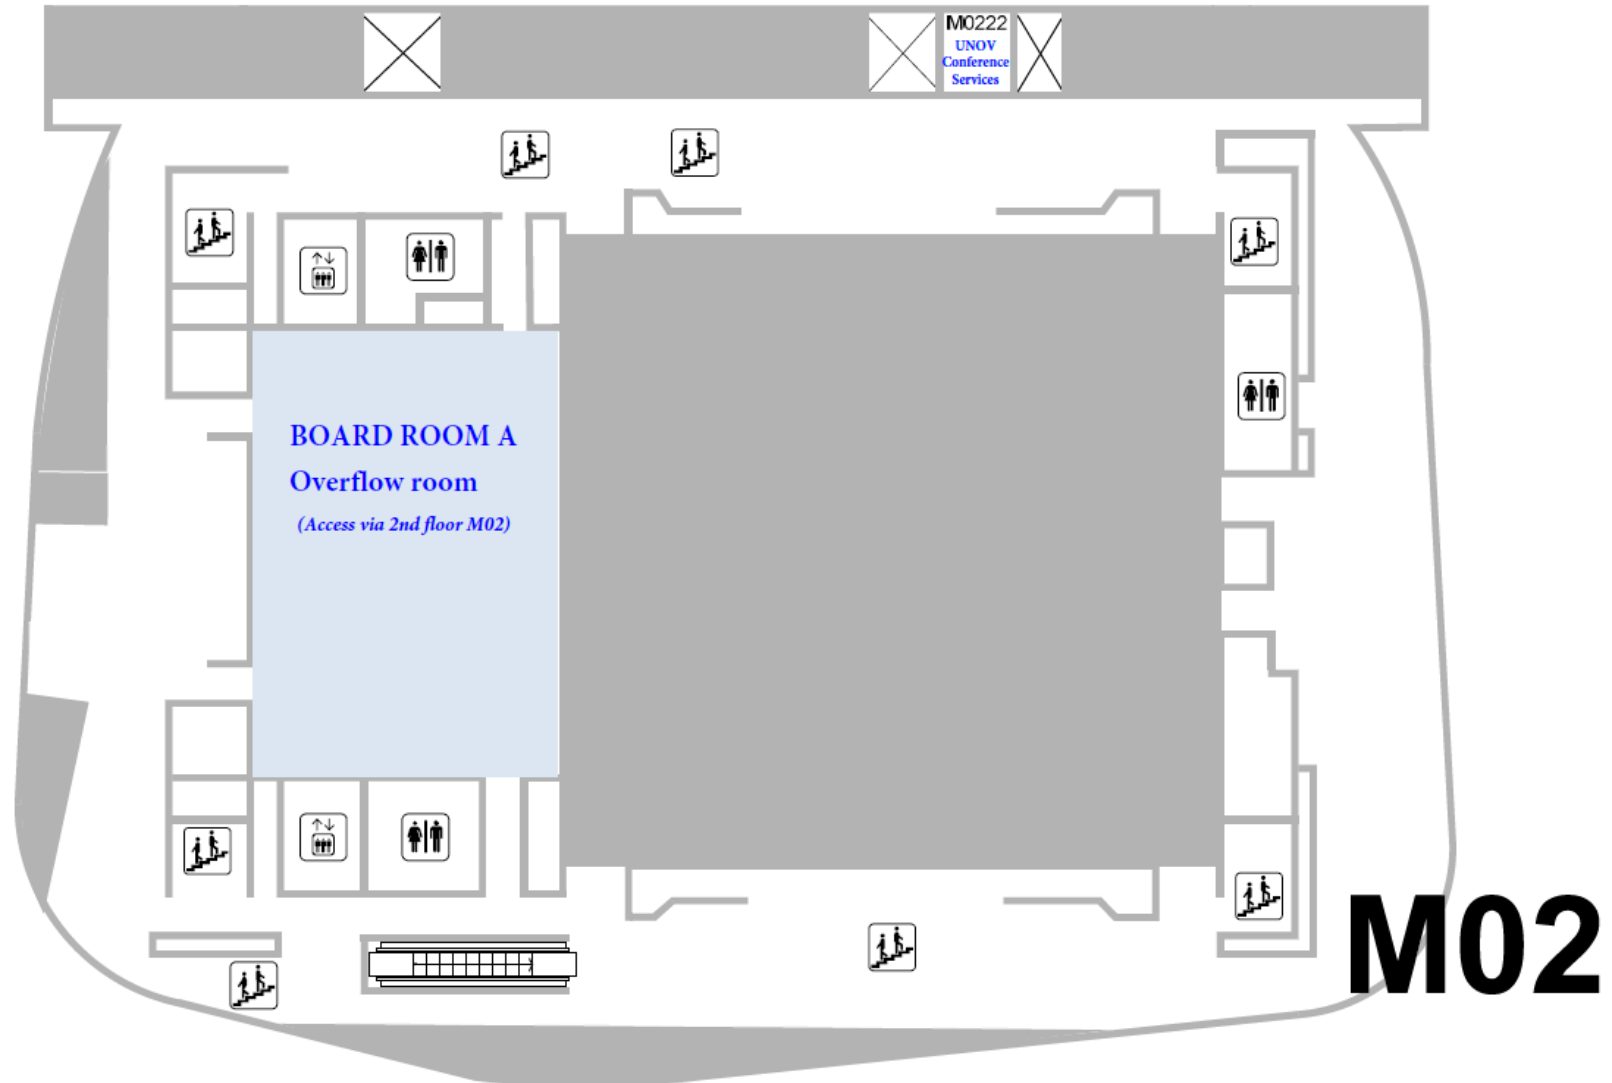 M0222
UNOV
Conference
Services
BOARD ROOM A
Overflow room
(Access via 2nd floor M02)
M02